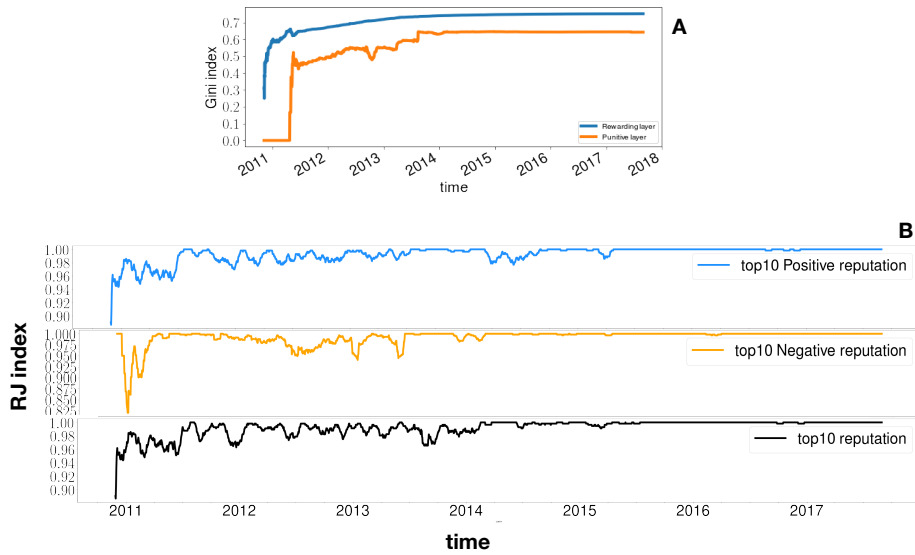 A
0.7
0.6
0.5
0.4
0.3
0.2
0.1
0.0
Gini index
Rewarding layer
Punitive layer
2011 2012 2013 2014 2015 2016 2017 2018
time
B
RJ index
1.00
0.98
0.96
0.94
0.92
0.90
top10 Positive reputation
1.000
0.975
0.950
0.925
0.900
0.875
0.850
0.825
top10 Negative reputation
1.00
0.98
0.96
0.94
0.92
0.90
top10 reputation
2011 2012 2013 2014 2015 2016 2017
time